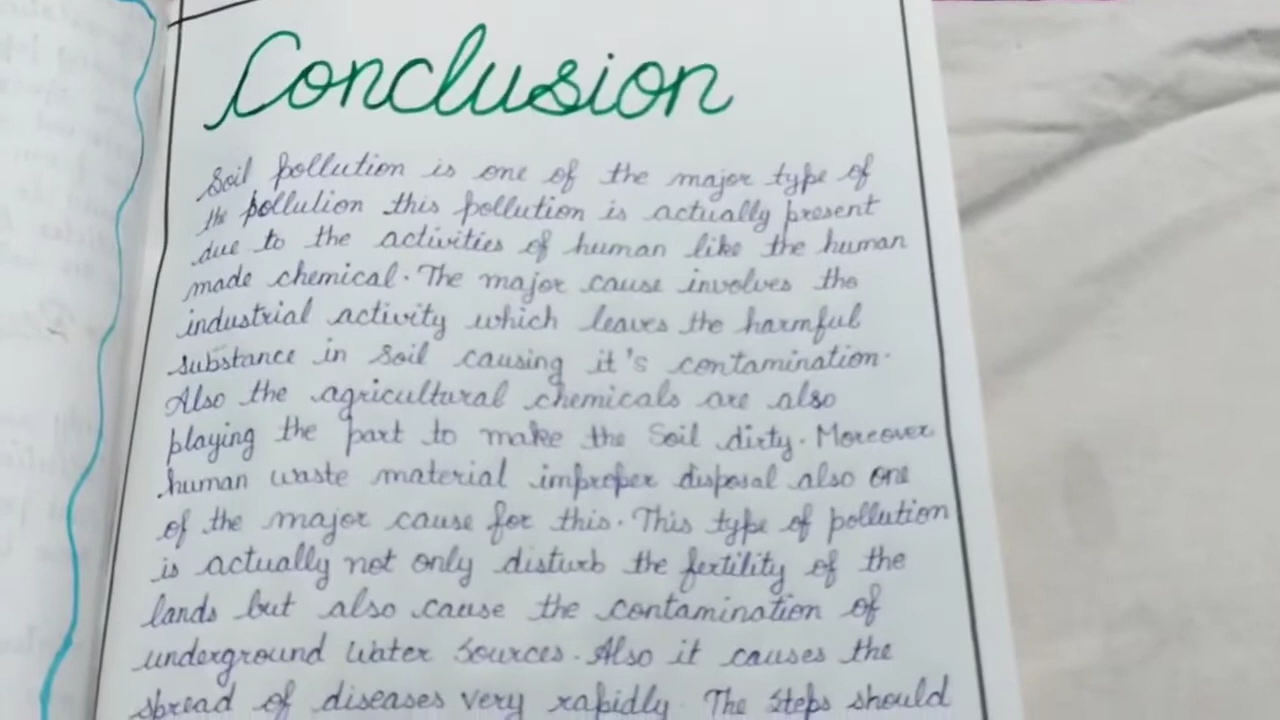 Conclusion
Soil pollution is one of the major type of
the pollution this pollution is actually present
due to the activities of human like the human
made chemical. The major cause involves the
industrial activity which leaves the harmful
substance in soil causing it's contamination.
Also the agricultural chemicals are also
playing the part to make the soil dirty. Moreover
human waste material improper disposal also one
of the major cause for this. This type of pollution
is actually not only disturb the fertility of the
lands but also cause the contamination of
underground water sources. Also it causes the
spread of diseases very rapidly. The steps should